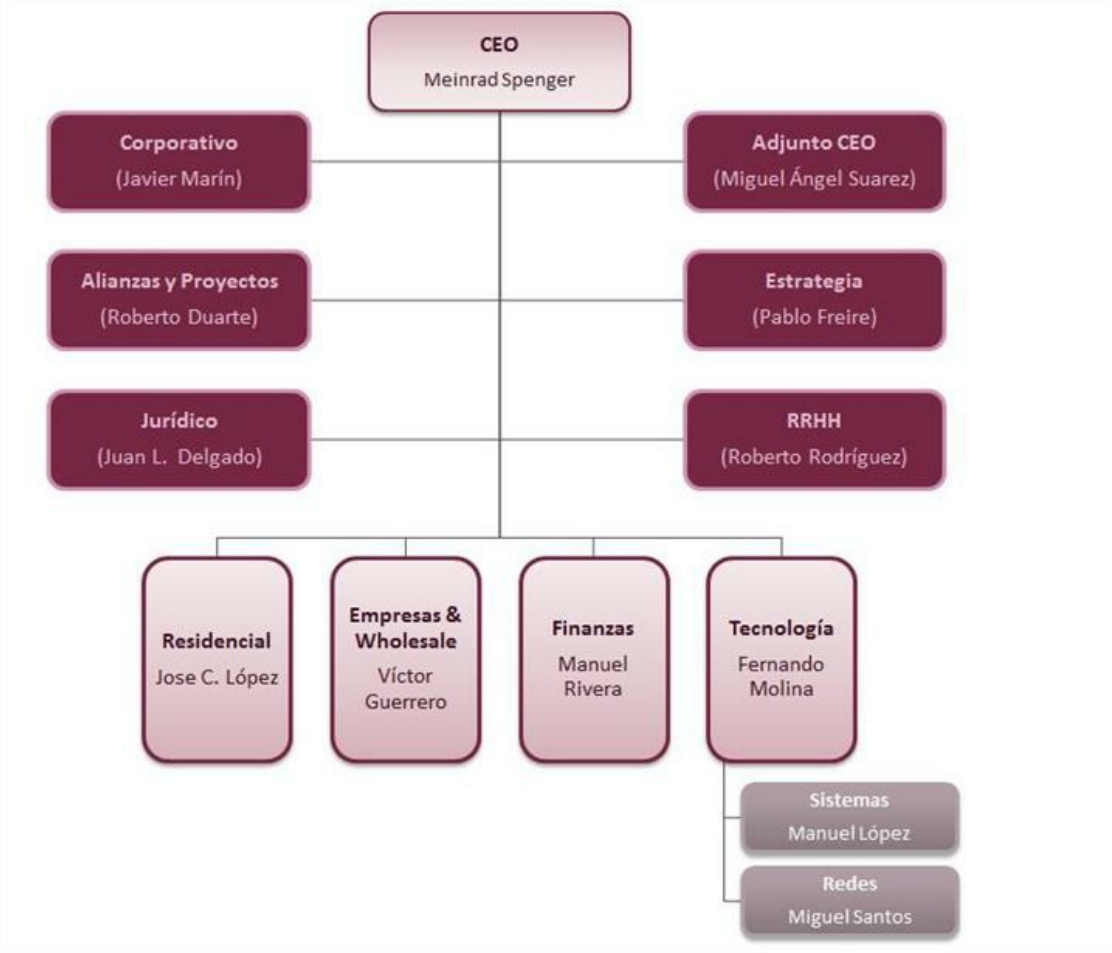 CEO
Meinrad Spenger
Corporativo
(Javier Marín)
Adjunto CEO
(Miguel Ángel Suarez)
Alianzas y Proyectos
(Roberto Duarte)
Estrategia
(Pablo Freire)
Jurídico
(Juan L. Delgado)
RRHH
(Roberto Rodríguez)
Residencial
Jose C. López
Empresas &
Wholesale
Víctor
Guerrero
Finanzas
Manuel
Rivera
Tecnología
Fernando
Molina
Sistemas
Manuel López
Redes
Miguel Santos